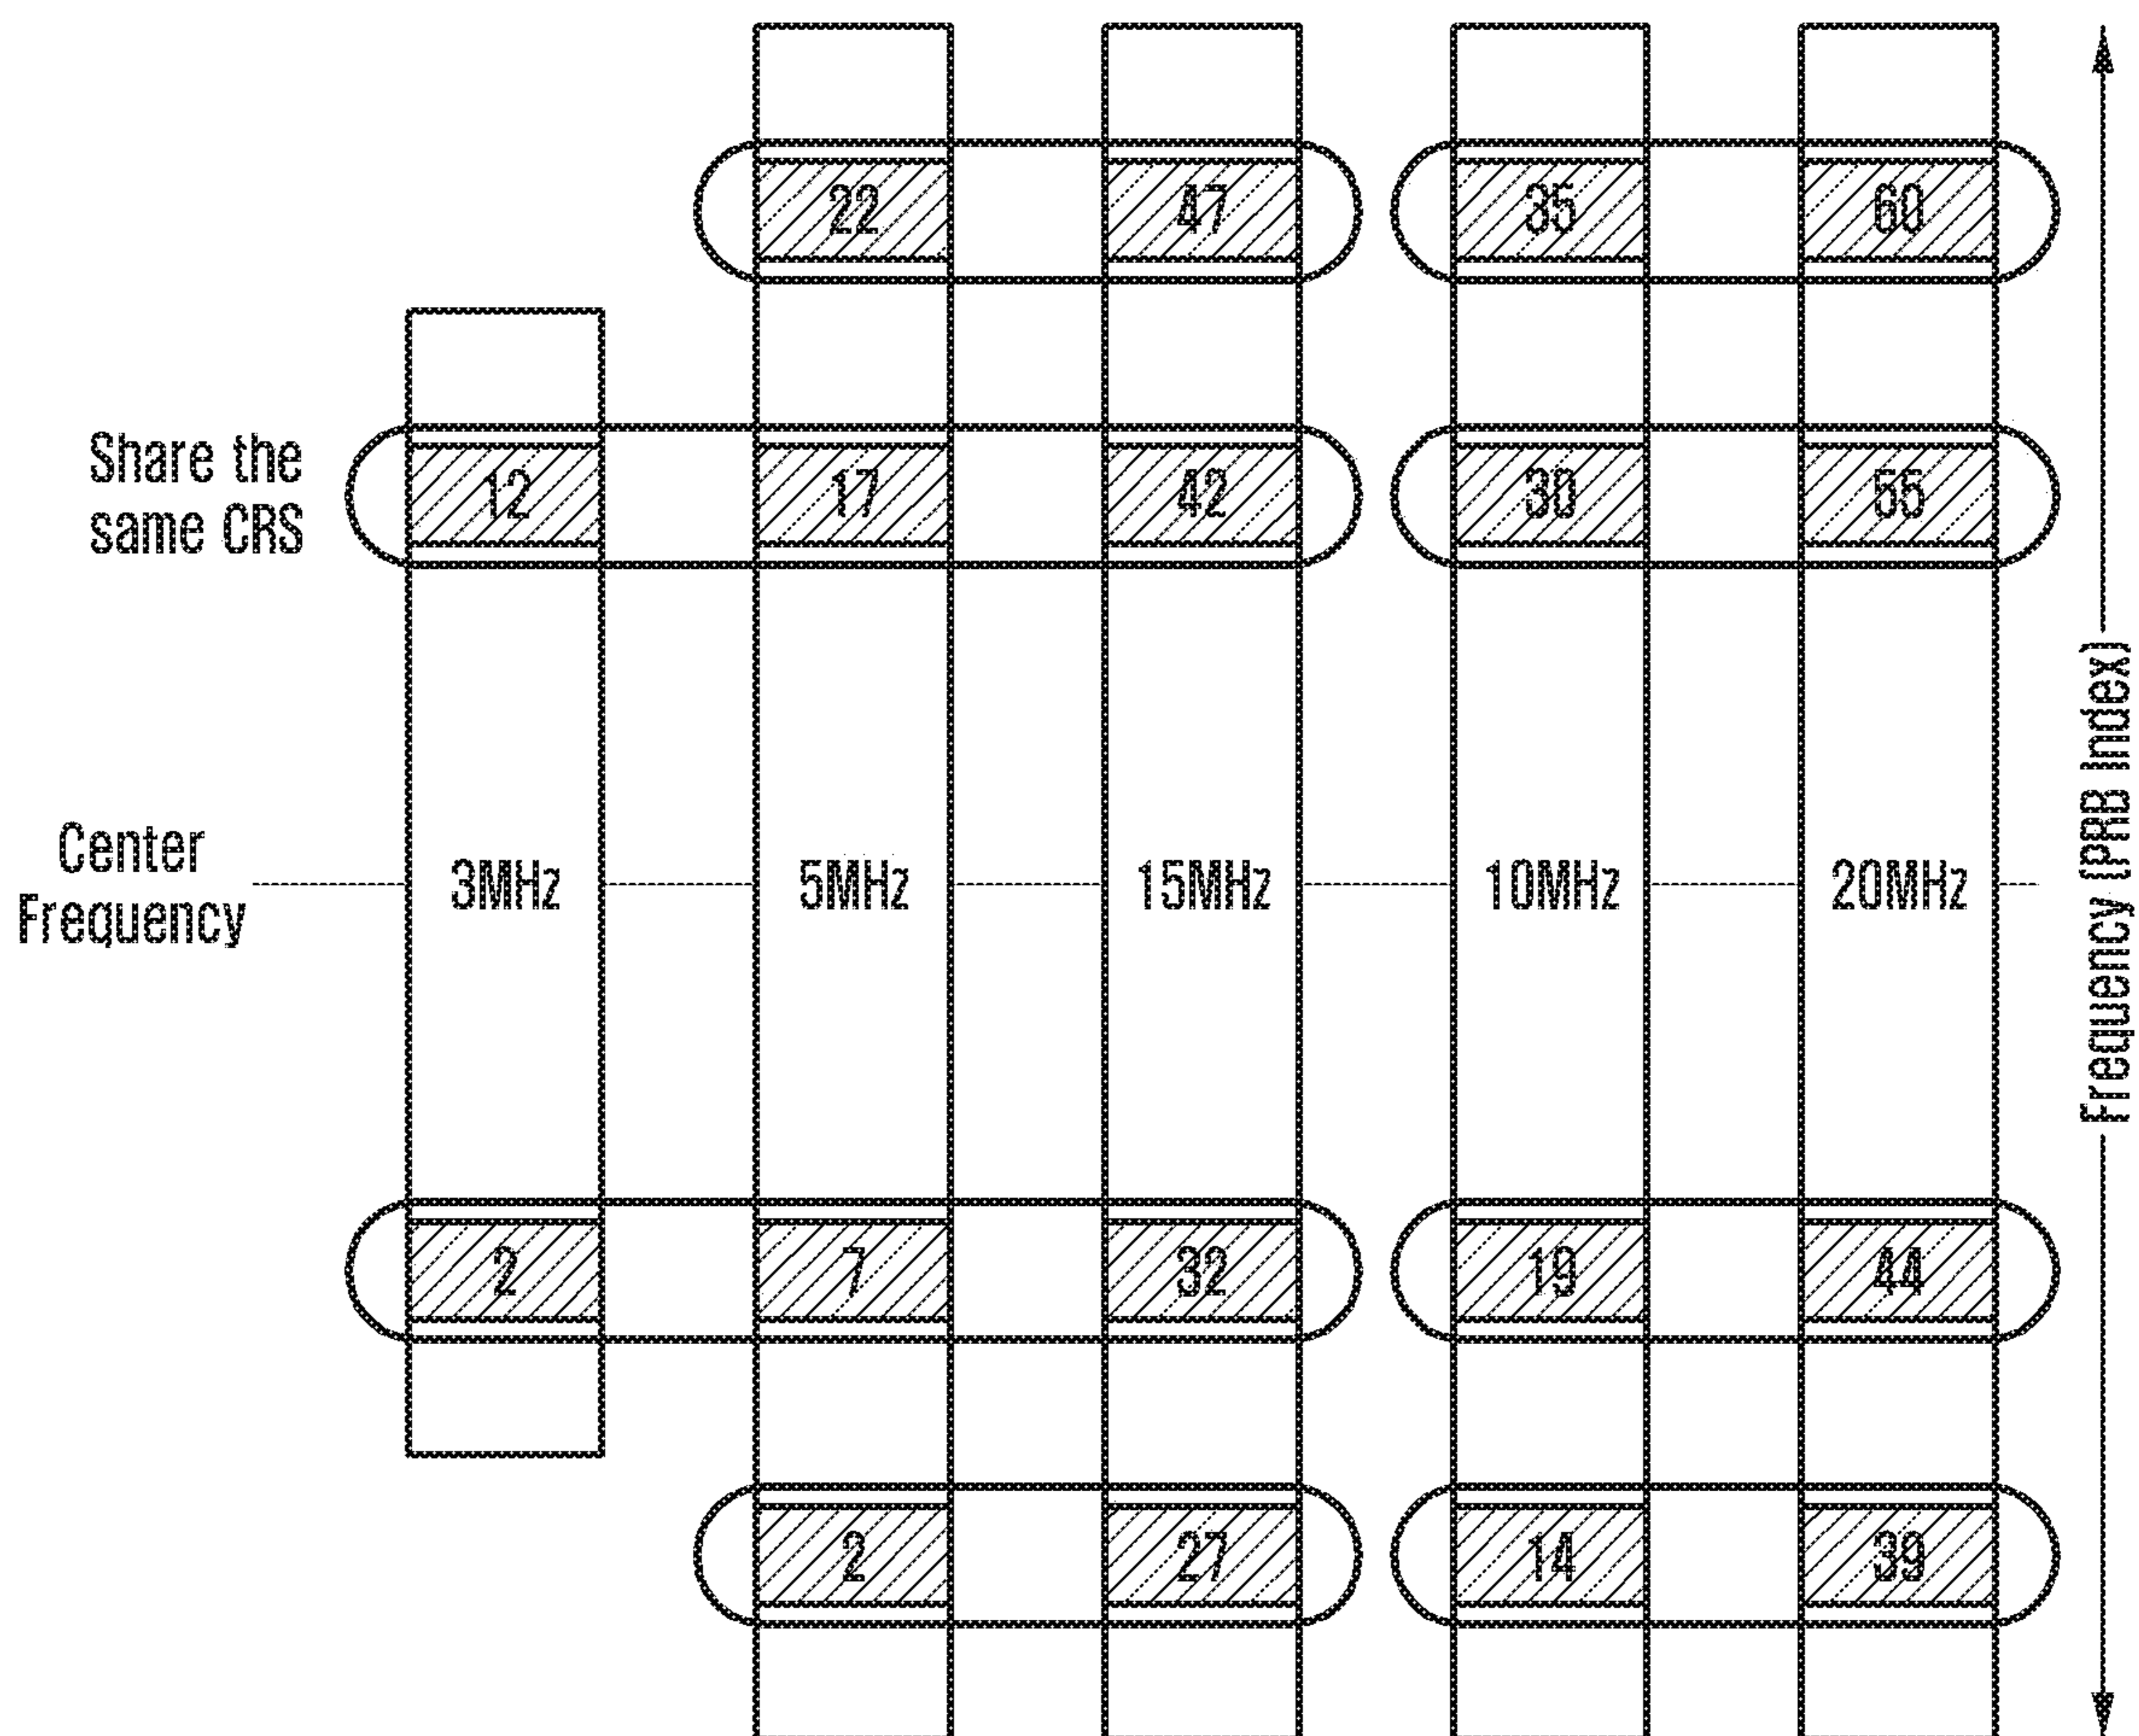 22 47 35 60
Share the
same CRS
12 17 42 30 55
Center
Frequency
3MHz 5MHz 15MHz 10MHz 20MHz
Frequency (PRB Index)
2 7 32 19 44
2 27 14 39